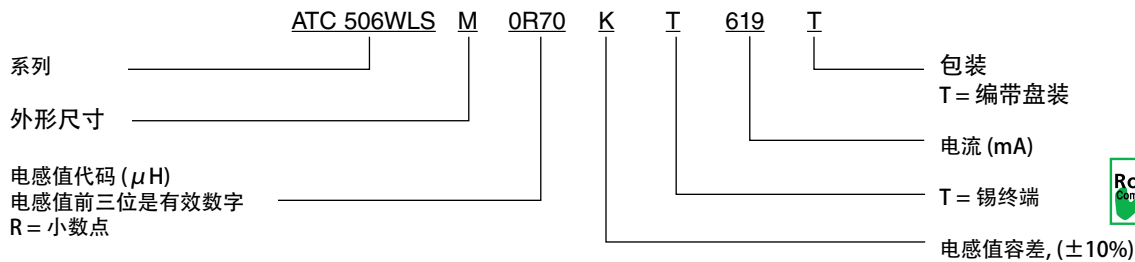 ATC 506WLS M 0R70 K T 619 T
系列
外形尺寸
电感值代码 (μH)
电感值前三位是有效数字
R = 小数点
包装
T = 编带盘装
电流 (mA)
T = 锡终端
电感值容差, (±10%)